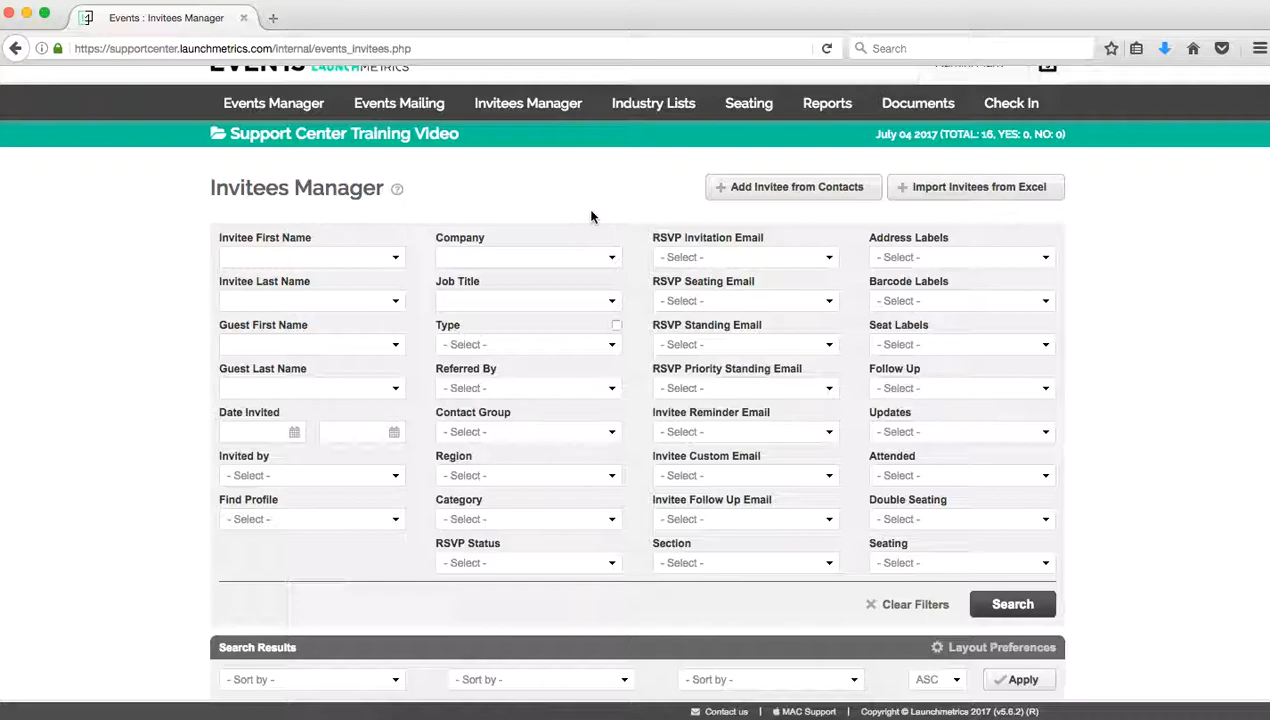 Events : Invitees Manager
https://supportcenter.launchmetrics.com/internal/events_invitees.php
Search
EVENTS LAUNCHMETRICS
Events Manager Events Mailing Invitees Manager Industry Lists Seating Reports Documents Check In
Support Center Training Video July 04 2017 (TOTAL: 16, YES: 0, NO: 0)
Invitees Manager ? + Add Invitee from Contacts + Import Invitees from Excel
Invitee First Name Company RSVP Invitation Email Address Labels
- Select - - Select -
Invitee Last Name Job Title RSVP Seating Email Barcode Labels
- Select - - Select -
Guest First Name Type RSVP Standing Email Seat Labels
- Select - - Select - - Select -
Guest Last Name Referred By RSVP Priority Standing Email Follow Up
- Select - - Select - - Select -
Date Invited Contact Group Invitee Reminder Email Updates
- Select - - Select - - Select -
Invited by Region Invitee Custom Email Attended
- Select - - Select - - Select - - Select -
Find Profile Category Invitee Follow Up Email Double Seating
- Select - - Select - - Select - - Select -
RSVP Status Section Seating
- Select - - Select - - Select -
Clear Filters Search
Search Results Layout Preferences
- Sort by - - Sort by - - Sort by - ASC Apply
Contact us | MAC Support | Copyright © Launchmetrics 2017 (v5.6.2) (R)